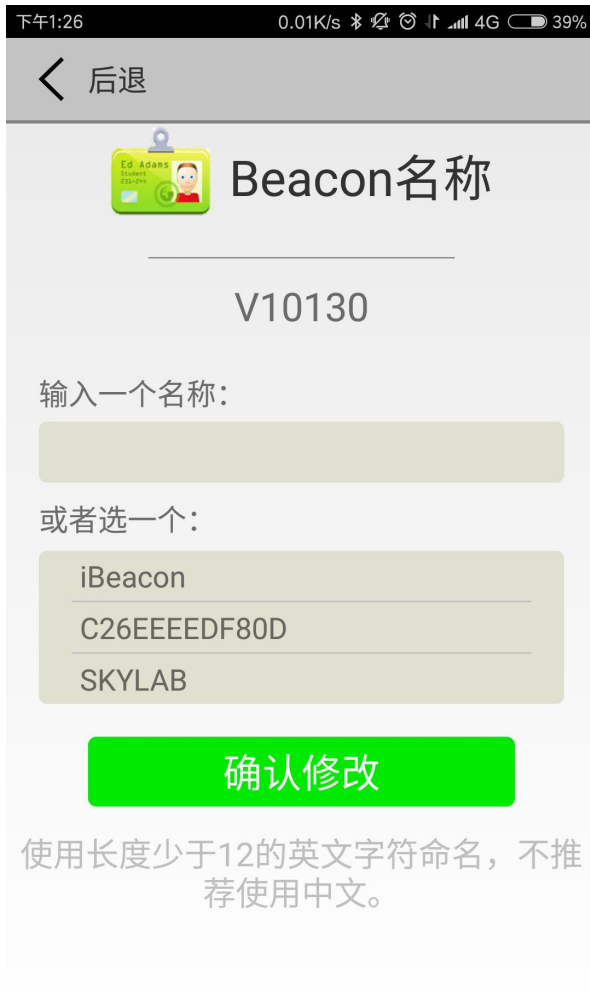 下午1:26 0.01K/s 4G 39%
后退
Ed Adams
Student
Beacon名称
V10130
输入一个名称：
或者选一个：
iBeacon
C26EEEEDF80D
SKYLAB
确认修改
使用长度少于12的英文字符命名，不推
荐使用中文。